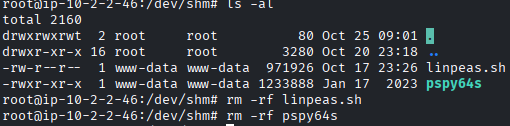 root@ip-10-2-2-46:/dev/shm# ls -al
total 2160
drwxrwxrwt  2 root     root          80 Oct 25 09:01 .
drwxr-xr-x 16 root     root        3280 Oct 20 23:18 ..
-rw-r--r--  1 www-data www-data  971926 Oct 17 23:26 linpeas.sh
-rwxr-xr-x  1 www-data www-data 1233888 Jan 17  2023 pspy64s
root@ip-10-2-2-46:/dev/shm# rm -rf linpeas.sh
root@ip-10-2-2-46:/dev/shm# rm -rf pspy64s